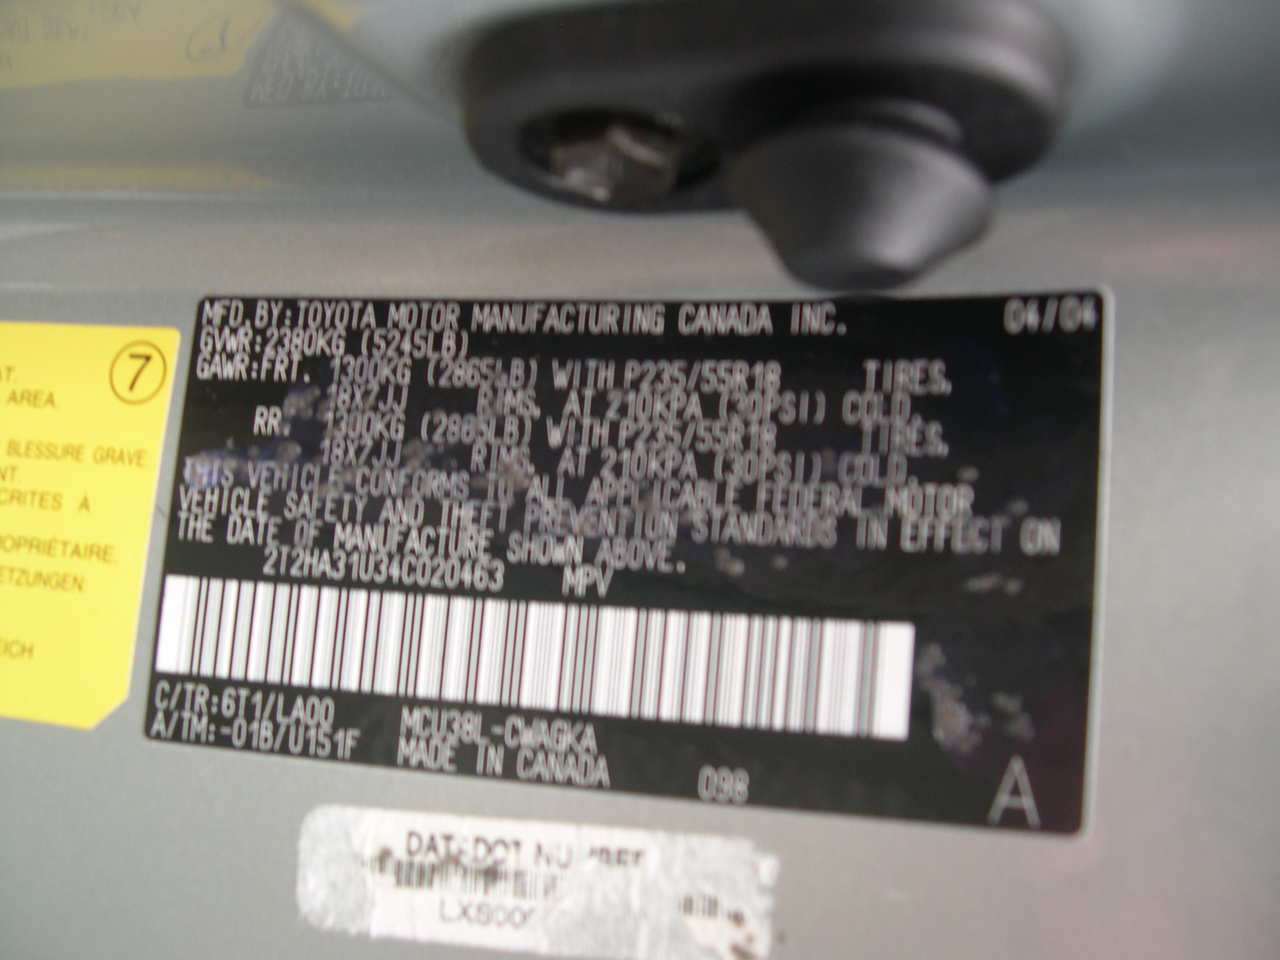 MFD.BY:TOYOTA MOTOR MANUFACTURING CANADA INC. 04/04
GVWR:2380KG (5245LB)
GAWR:FRT. 1300KG (2865LB) WITH P235/55R18 TIRES,
18X7JJ RIMS, AT 210KPA (30PSI) COLD,
RR. 1300KG (2865LB) WITH P235/55R18 TIRES,
18X7JJ RIMS, AT 210KPA (30PSI) COLD.
THIS VEHICLE CONFORMS TO ALL APPLICABLE FEDERAL MOTOR
VEHICLE SAFETY AND THEFT PREVENTION STANDARDS IN EFFECT ON
THE DATE OF MANUFACTURE SHOWN ABOVE.
2T2HA31U34C020463 MPV
C/TR:6T1/LA00 MCU38L-CWAGKA
A/TM:-01B/U151F MADE IN CANADA 098 A
7
AREA.
BLESSURE GRAVE
CRITES À
OPRIÉTAIRE.
ETZUNGEN
EICH